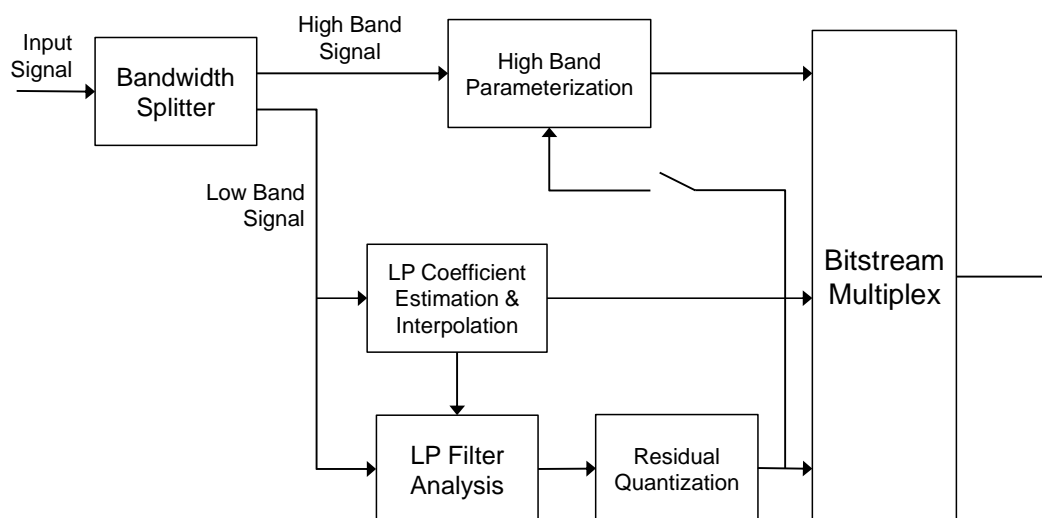 Input
Signal
Bandwidth
Splitter
High Band
Signal
High Band
Parameterization
Low Band
Signal
LP Coefficient
Estimation &
Interpolation
LP Filter
Analysis
Residual
Quantization
Bitstream
Multiplex